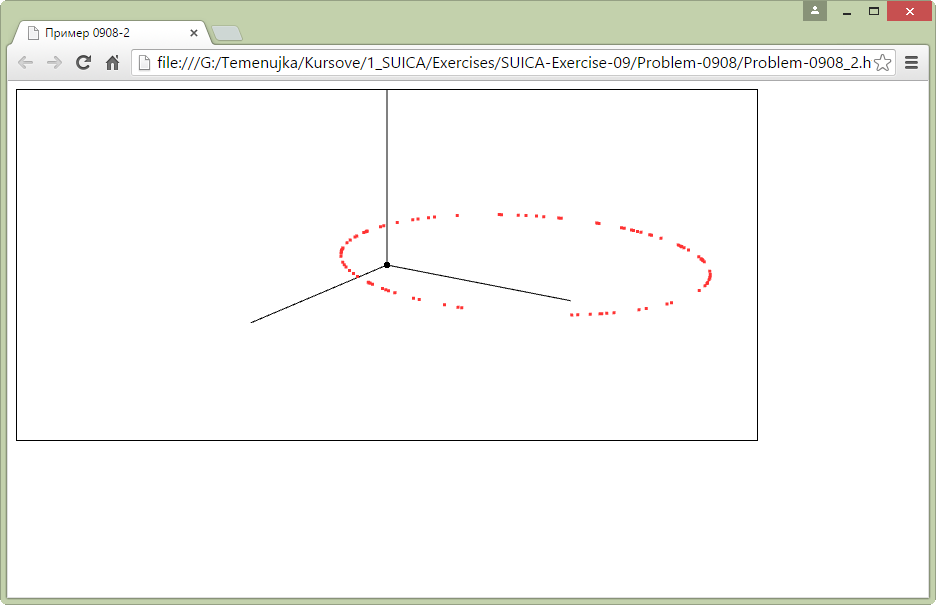 Пример 0908-2
file:///G:/Temenujka/Kursove/1_SUICA/Exercises/SUICA-Exercise-09/Problem-0908/Problem-0908_2.h